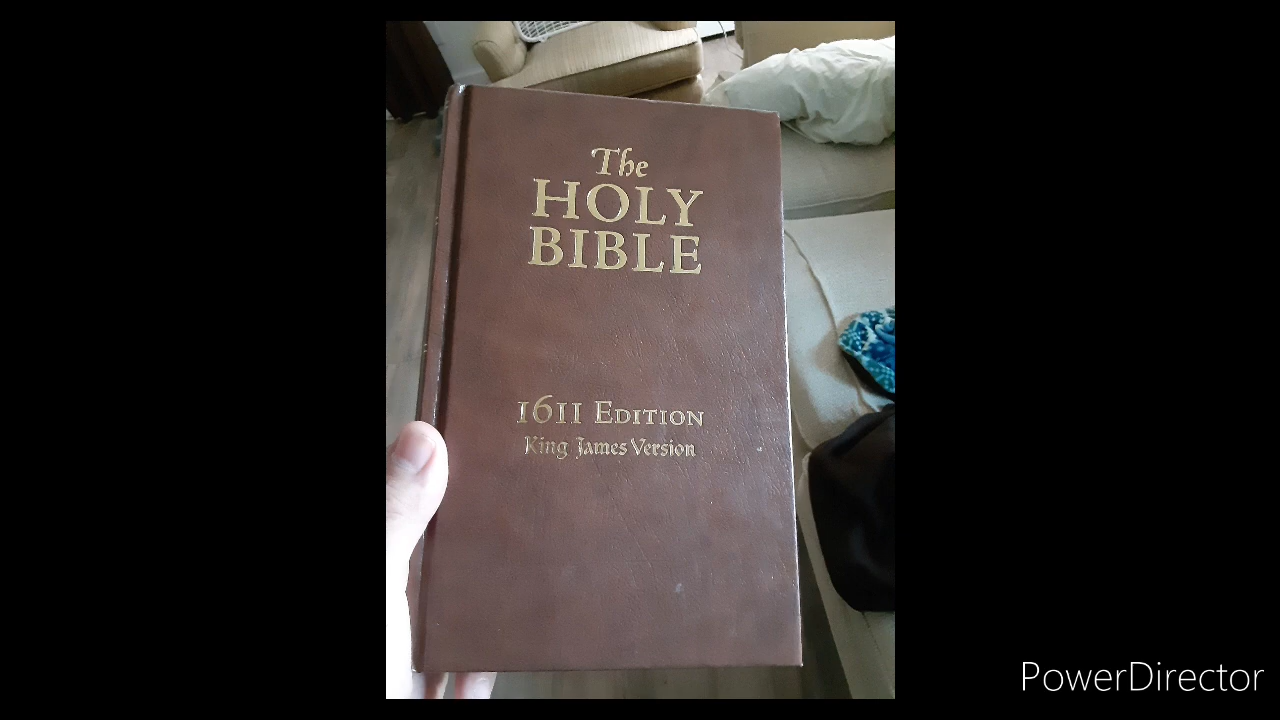 The
HOLY
BIBLE
1611 EDITION
King James Version
PowerDirector